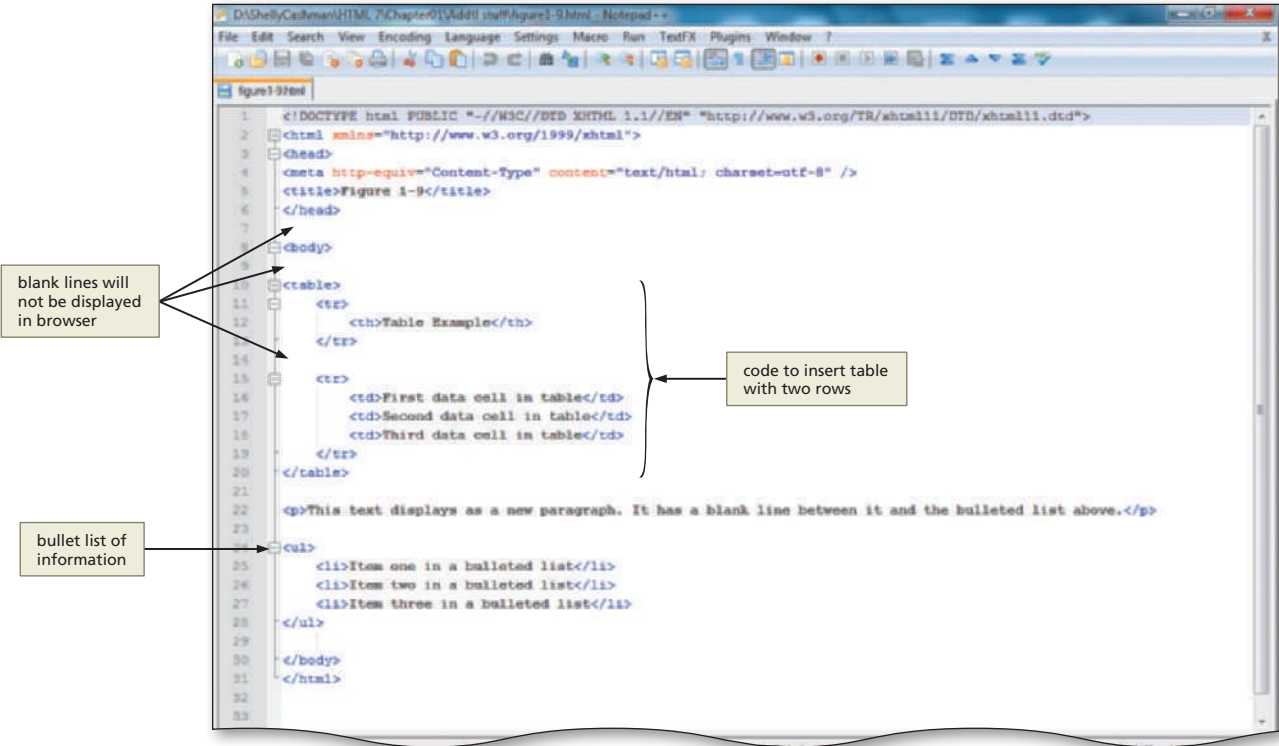 D:\ShellyCashman\HTML 7\Chapter01\Addtl stuff\figure1-9.html - Notepad++
File Edit Search View Encoding Language Settings Macro Run TextFX Plugins Window ? X
figure1-9.html
1 <!DOCTYPE html PUBLIC "-//W3C//DTD XHTML 1.1//EN" "http://www.w3.org/TR/xhtml11/DTD/xhtml11.dtd">
2 <html xmlns="http://www.w3.org/1999/xhtml">
3 <head>
4 <meta http-equiv="Content-Type" content="text/html; charset=utf-8" />
5 <title>Figure 1-9</title>
6 </head>
7
8 <body>
9
10 <table>
11 <tr>
12 <th>Table Example</th>
13 </tr>
14
15 <tr>
16 <td>First data cell in table</td>
17 <td>Second data cell in table</td>
18 <td>Third data cell in table</td>
19 </tr>
20 </table>
21
22 <p>This text displays as a new paragraph. It has a blank line between it and the bulleted list above.</p>
23
24 <ul>
25 <li>Item one in a bulleted list</li>
26 <li>Item two in a bulleted list</li>
27 <li>Item three in a bulleted list</li>
28 </ul>
29
30 </body>
31 </html>
32
33
blank lines will
not be displayed
in browser
code to insert table
with two rows
bullet list of
information